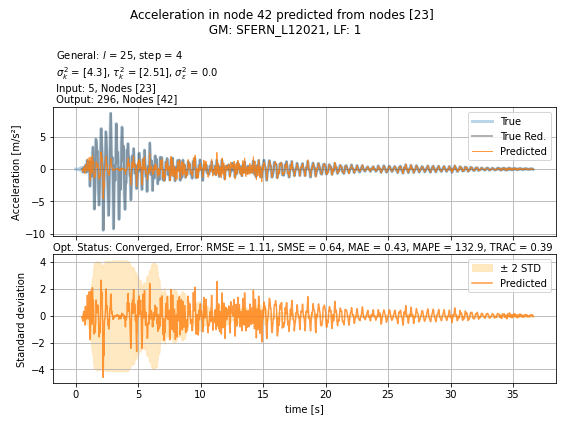 Acceleration in node 42 predicted from nodes [23]
GM: SFERN_L12021, LF: 1
General: l = 25, step = 4
σ²ₖ = [4.3], τ²ₖ = [2.51], σ²ε = 0.0
Input: 5, Nodes [23]
Output: 296, Nodes [42]
Acceleration [m/s²]
5
0
−5
−10
True
True Red.
Predicted
Opt. Status: Converged, Error: RMSE = 1.11, SMSE = 0.64, MAE = 0.43, MAPE = 132.9, TRAC = 0.39
Standard deviation
4
2
0
−2
−4
± 2 STD
Predicted
0 5 10 15 20 25 30 35
time [s]